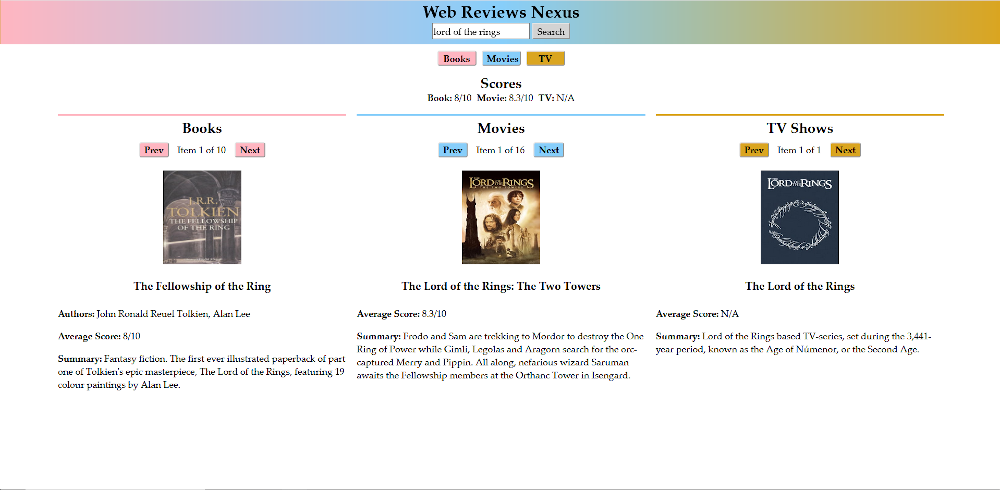 Web Reviews Nexus
lord of the rings Search
Books Movies TV
Scores
Book: 8/10 Movie: 8.3/10 TV: N/A
Books
Prev Item 1 of 10 Next
J.R.R.
TOLKIEN
THE FELLOWSHIP
OF THE RING
The Fellowship of the Ring
Authors: John Ronald Reuel Tolkien, Alan Lee
Average Score: 8/10
Summary: Fantasy fiction. The first ever illustrated paperback of part
one of Tolkien's epic masterpiece, The Lord of the Rings, featuring 19
colour paintings by Alan Lee.
Movies
Prev Item 1 of 16 Next
THE LORD OF THE RINGS
The Lord of the Rings: The Two Towers
Average Score: 8.3/10
Summary: Frodo and Sam are trekking to Mordor to destroy the One
Ring of Power while Gimli, Legolas and Aragorn search for the orc-
captured Merry and Pippin. All along, nefarious wizard Saruman
awaits the Fellowship members at the Orthanc Tower in Isengard.
TV Shows
Prev Item 1 of 1 Next
THE LORD OF THE RINGS
The Lord of the Rings
Average Score: N/A
Summary: Lord of the Rings based TV-series, set during the 3,441-
year period, known as the Age of Númenor, or the Second Age.